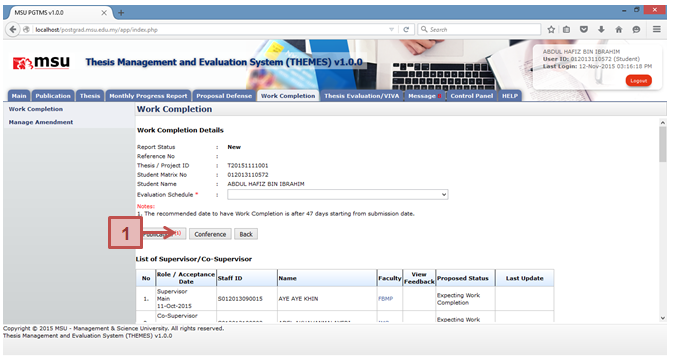 MSU PGTMS v1.0.0
localhost/postgrad.msu.edu.my/app/index.php
Search
msu
Thesis Management and Evaluation System (THEMES) v1.0.0
ABDUL HAFIZ BIN IBRAHIM
User ID: 012013110572 (Student)
Last Login: 12-Nov-2015 03:16:18 PM
Logout
Main Publication Thesis Monthly Progress Report Proposal Defense Work Completion Thesis Evaluation/VIVA Message Control Panel HELP
Work Completion
Manage Amendment
Work Completion
Work Completion Details
Report Status : New
Reference No :
Thesis / Project ID : T20151111001
Student Matrix No : 012013110572
Student Name : ABDUL HAFIZ BIN IBRAHIM
Evaluation Schedule * :
Notes:
1. The recommended date to have Work Completion is after 47 days starting from submission date.
1
Conference Back
List of Supervisor/Co-Supervisor
No Role / Acceptance Date Staff ID Name Faculty View Feedback Proposed Status Last Update
1. Supervisor Main 11-Oct-2015 S012013090015 AYE AYE KHIN FBMP Expecting Work Completion
Co-Supervisor Expecting Work
Copyright © 2015 MSU - Management & Science University. All rights reserved.
Thesis Management and Evaluation System (THEMES) v1.0.0